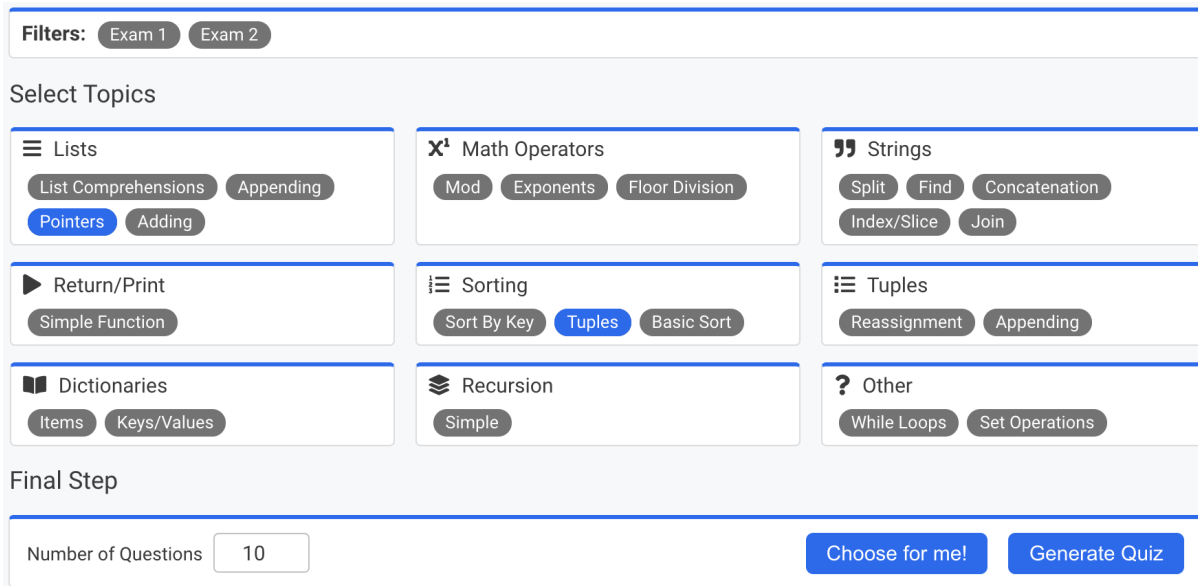 Filters: Exam 1 Exam 2
Select Topics
Lists
List Comprehensions Appending
Pointers Adding
Math Operators
Mod Exponents Floor Division
Strings
Split Find Concatenation
Index/Slice Join
Return/Print
Simple Function
Sorting
Sort By Key Tuples Basic Sort
Tuples
Reassignment Appending
Dictionaries
Items Keys/Values
Recursion
Simple
Other
While Loops Set Operations
Final Step
Number of Questions 10 Choose for me! Generate Quiz